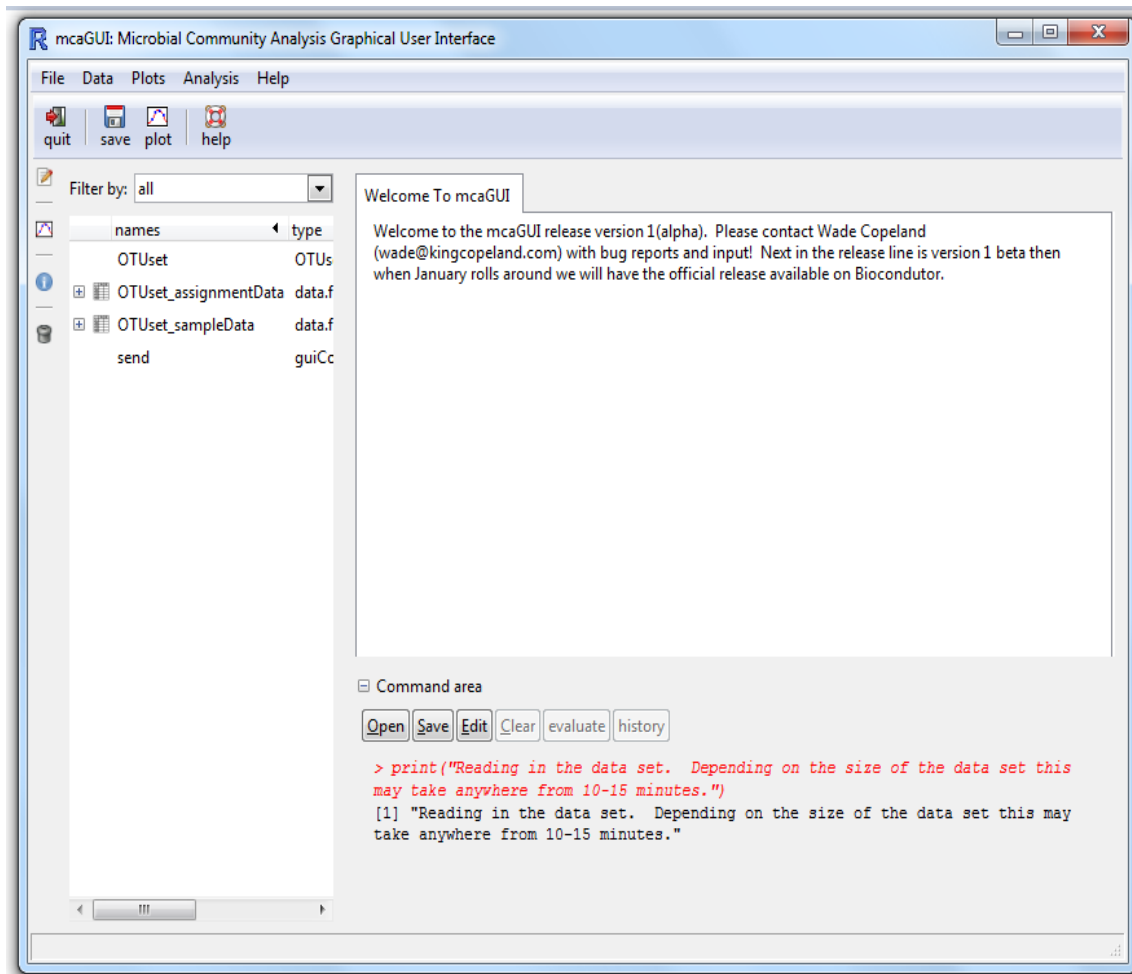 mcaGUI: Microbial Community Analysis Graphical User Interface
File Data Plots Analysis Help
quit save plot help
Filter by: all
names type
OTUset OTUs
OTUset_assignmentData data.f
OTUset_sampleData data.f
send guiCc
Welcome To mcaGUI
Welcome to the mcaGUI release version 1(alpha). Please contact Wade Copeland
(wade@kingcopeland.com) with bug reports and input! Next in the release line is version 1 beta then
when January rolls around we will have the official release available on Biocondutor.
Command area
Open Save Edit Clear evaluate history
> print("Reading in the data set. Depending on the size of the data set this
may take anywhere from 10-15 minutes.")
[1] "Reading in the data set. Depending on the size of the data set this may
take anywhere from 10-15 minutes."